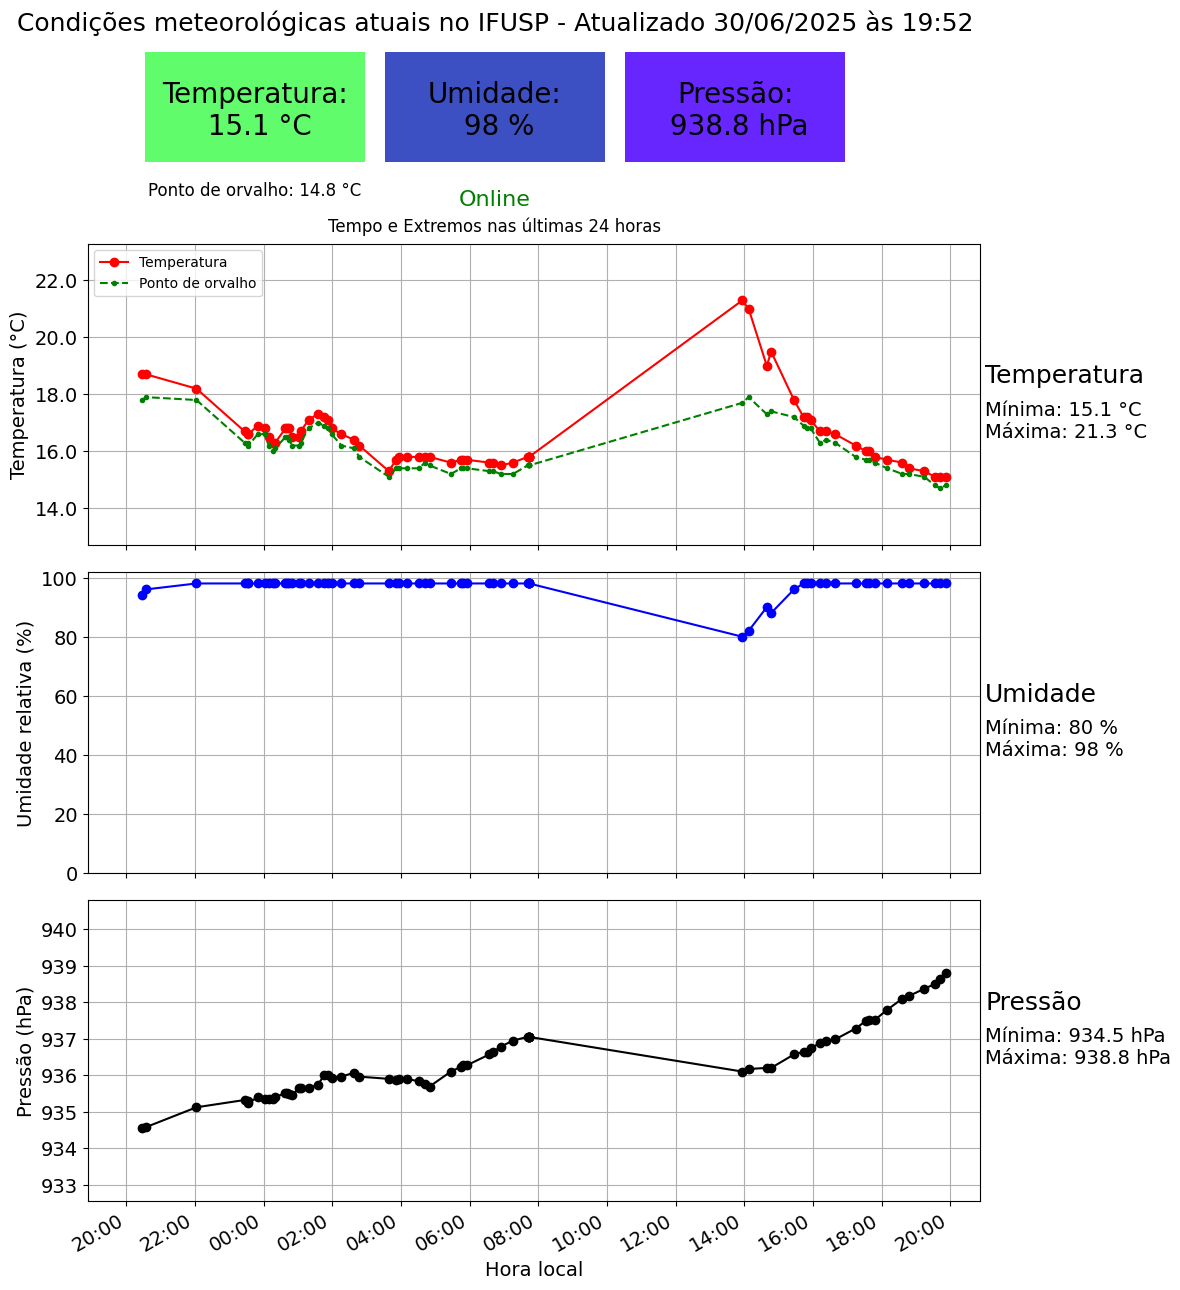 Condições meteorológicas atuais no IFUSP - Atualizado 30/06/2025 às 19:52
Temperatura:
15.1 °C
Umidade:
98 %
Pressão:
938.8 hPa
Ponto de orvalho: 14.8 °C
Online
Tempo e Extremos nas últimas 24 horas
Temperatura
Ponto de orvalho
Temperatura (°C)
22.0
20.0
18.0
16.0
14.0
Temperatura
Mínima: 15.1 °C
Máxima: 21.3 °C
Umidade relativa (%)
100
80
60
40
20
0
Umidade
Mínima: 80 %
Máxima: 98 %
Pressão (hPa)
940
939
938
937
936
935
934
933
Pressão
Mínima: 934.5 hPa
Máxima: 938.8 hPa
20:00
22:00
00:00
02:00
04:00
06:00
08:00
10:00
12:00
14:00
16:00
18:00
20:00
Hora local